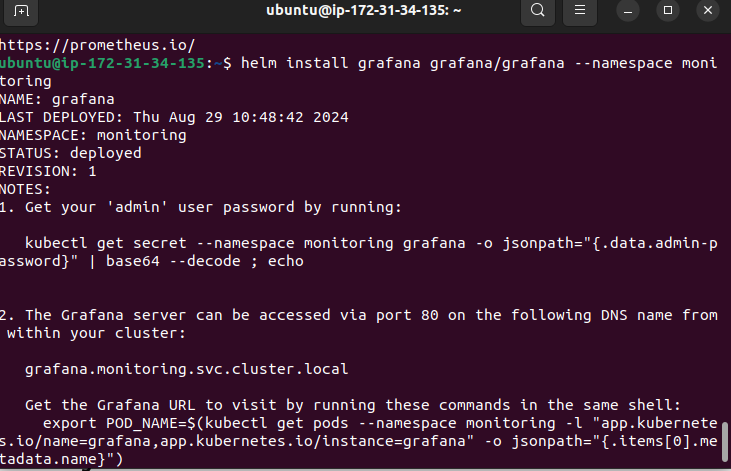 ubuntu@ip-172-31-34-135: ~
https://prometheus.io/
ubuntu@ip-172-31-34-135:~$ helm install grafana grafana/grafana --namespace moni
toring
NAME: grafana
LAST DEPLOYED: Thu Aug 29 10:48:42 2024
NAMESPACE: monitoring
STATUS: deployed
REVISION: 1
NOTES:
1. Get your 'admin' user password by running:
kubectl get secret --namespace monitoring grafana -o jsonpath="{.data.admin-p
assword}" | base64 --decode ; echo
2. The Grafana server can be accessed via port 80 on the following DNS name from
within your cluster:
grafana.monitoring.svc.cluster.local
Get the Grafana URL to visit by running these commands in the same shell:
export POD_NAME=$(kubectl get pods --namespace monitoring -l "app.kubernete
s.io/name=grafana,app.kubernetes.io/instance=grafana" -o jsonpath="{.items[0].me
tadata.name}")